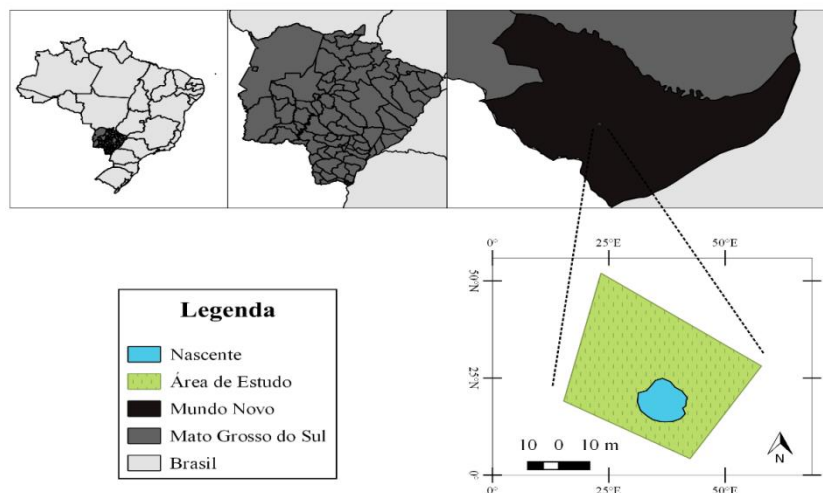 0°
25°E
50°E
50°N
25°N
0°
Legenda
Nascente
Área de Estudo
Mundo Novo
Mato Grosso do Sul
Brasil
10 0 10 m
N
0°
25°E
50°E